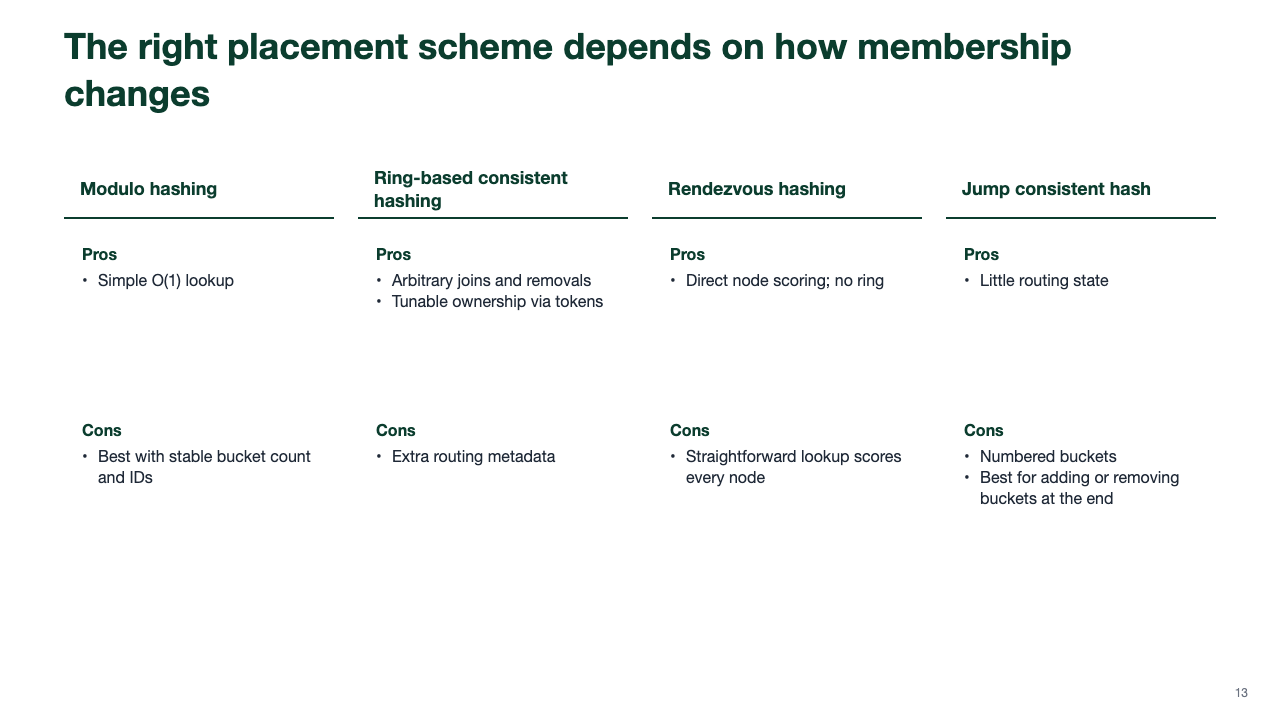 The right placement scheme depends on how membership
changes
Modulo hashing
Pros
• Simple O(1) lookup
Cons
• Best with stable bucket count
and IDs
Ring-based consistent
hashing
Pros
• Arbitrary joins and removals
• Tunable ownership via tokens
Cons
• Extra routing metadata
Rendezvous hashing
Pros
• Direct node scoring; no ring
Cons
• Straightforward lookup scores
every node
Jump consistent hash
Pros
• Little routing state
Cons
• Numbered buckets
• Best for adding or removing
buckets at the end
13